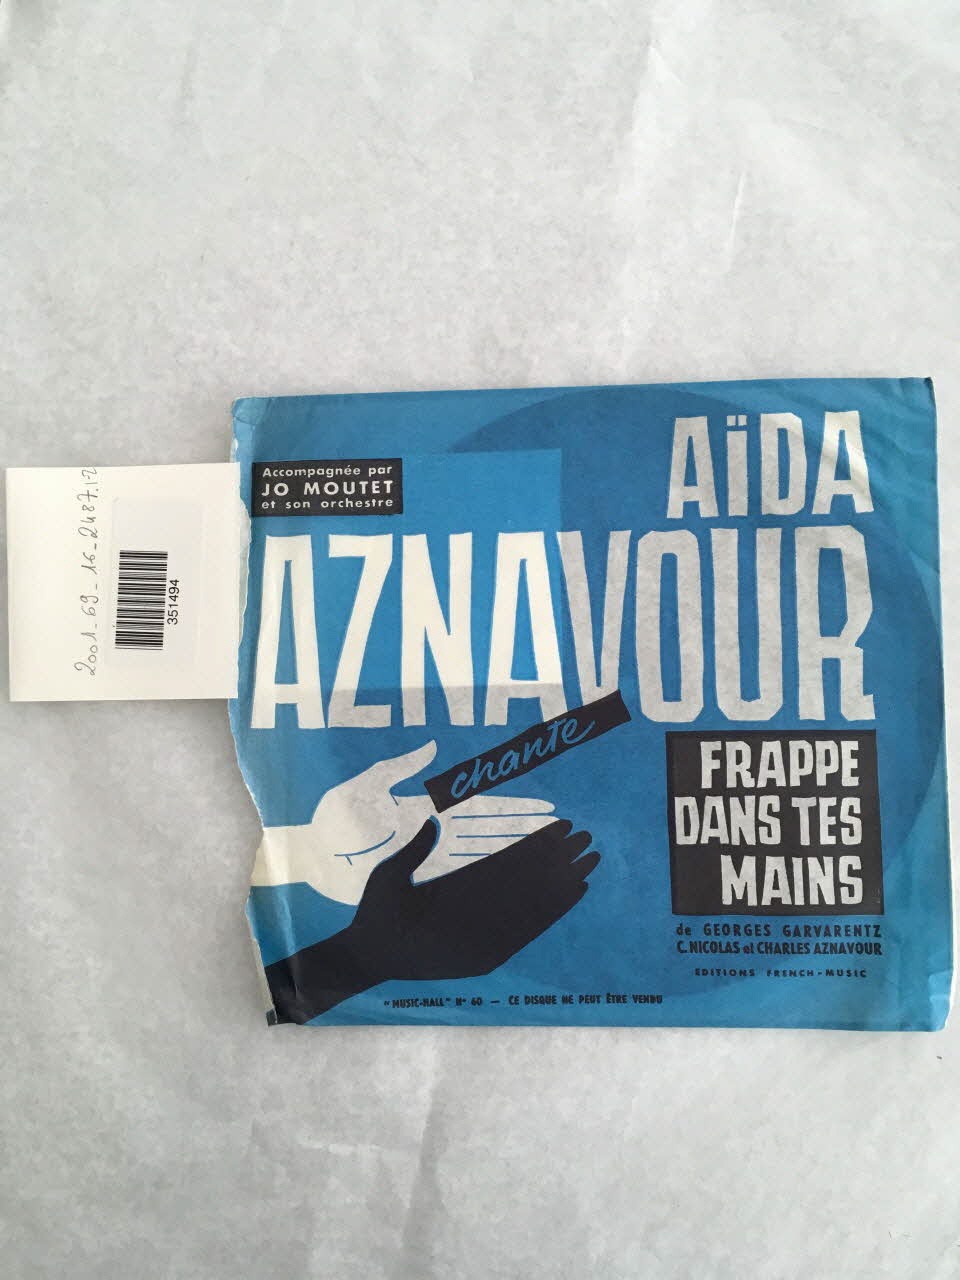 2001-69-16-2487.1-2
351494
Accompagnée par
JO MOUTET
et son orchestre
AÏDA
AZNAVOUR
chante
FRAPPE
DANS TES
MAINS
de GEORGES GARVARENTZ
C. NICOLAS et CHARLES AZNAVOUR
EDITIONS FRENCH-MUSIC
"MUSIC-HALL" N° 60 — CE DISQUE NE PEUT ÊTRE VENDU